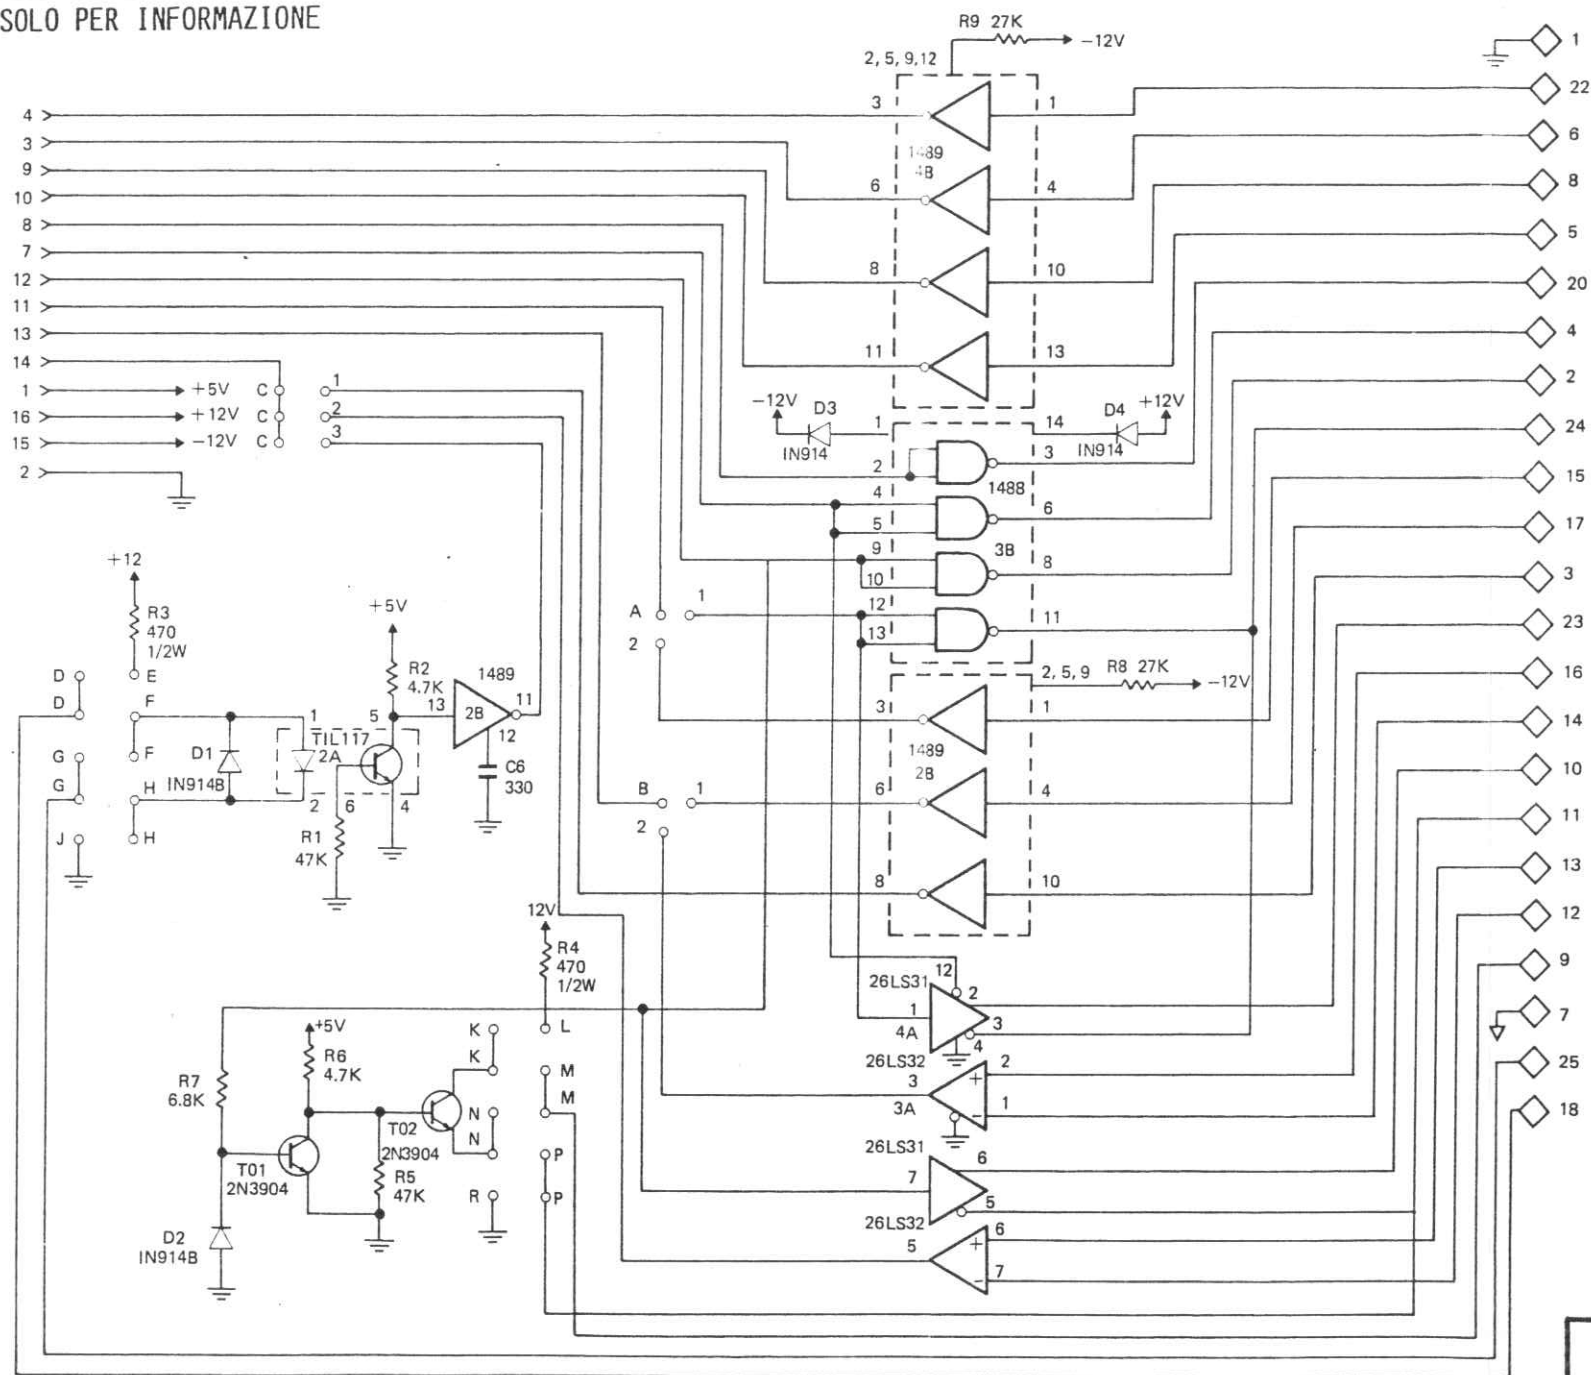 SOLO PER INFORMAZIONE
R9 27K
-12V
2, 5, 9,12
1
22
6
8
5
20
4
2
24
15
17
3
23
16
14
10
11
13
12
9
7
25
18
4
3
9
10
8
7
12
11
13
14
1
16
15
2
+5V
+12V
-12V
C
C
C
1
2
3
3
1
1489
4B
6
4
8
10
11
13
-12V
D3
IN914
1
14
D4
IN914
+12V
2
3
4
5
6
1488
3B
9
10
8
12
13
11
A
1
2
2, 5, 9
R8 27K
-12V
3
1
1489
2B
6
4
8
10
B
1
2
+12
R3
470
1/2W
D
D
E
F
F
G
G
H
H
J
D1
IN914B
1
5
TIL117
2A
2
6
4
R1
47K
+5V
R2
4.7K
13
1489
2B
11
12
C6
330
12V
R4
470
1/2W
K
K
L
M
M
N
N
P
P
R
R7
6.8K
+5V
R6
4.7K
T01
2N3904
T02
2N3904
R5
47K
D2
IN914B
26LS31
12
1
2
3
4
4A
26LS32
3
2
1
3A
+
-
26LS31
7
6
5
26LS32
5
6
7
+
-